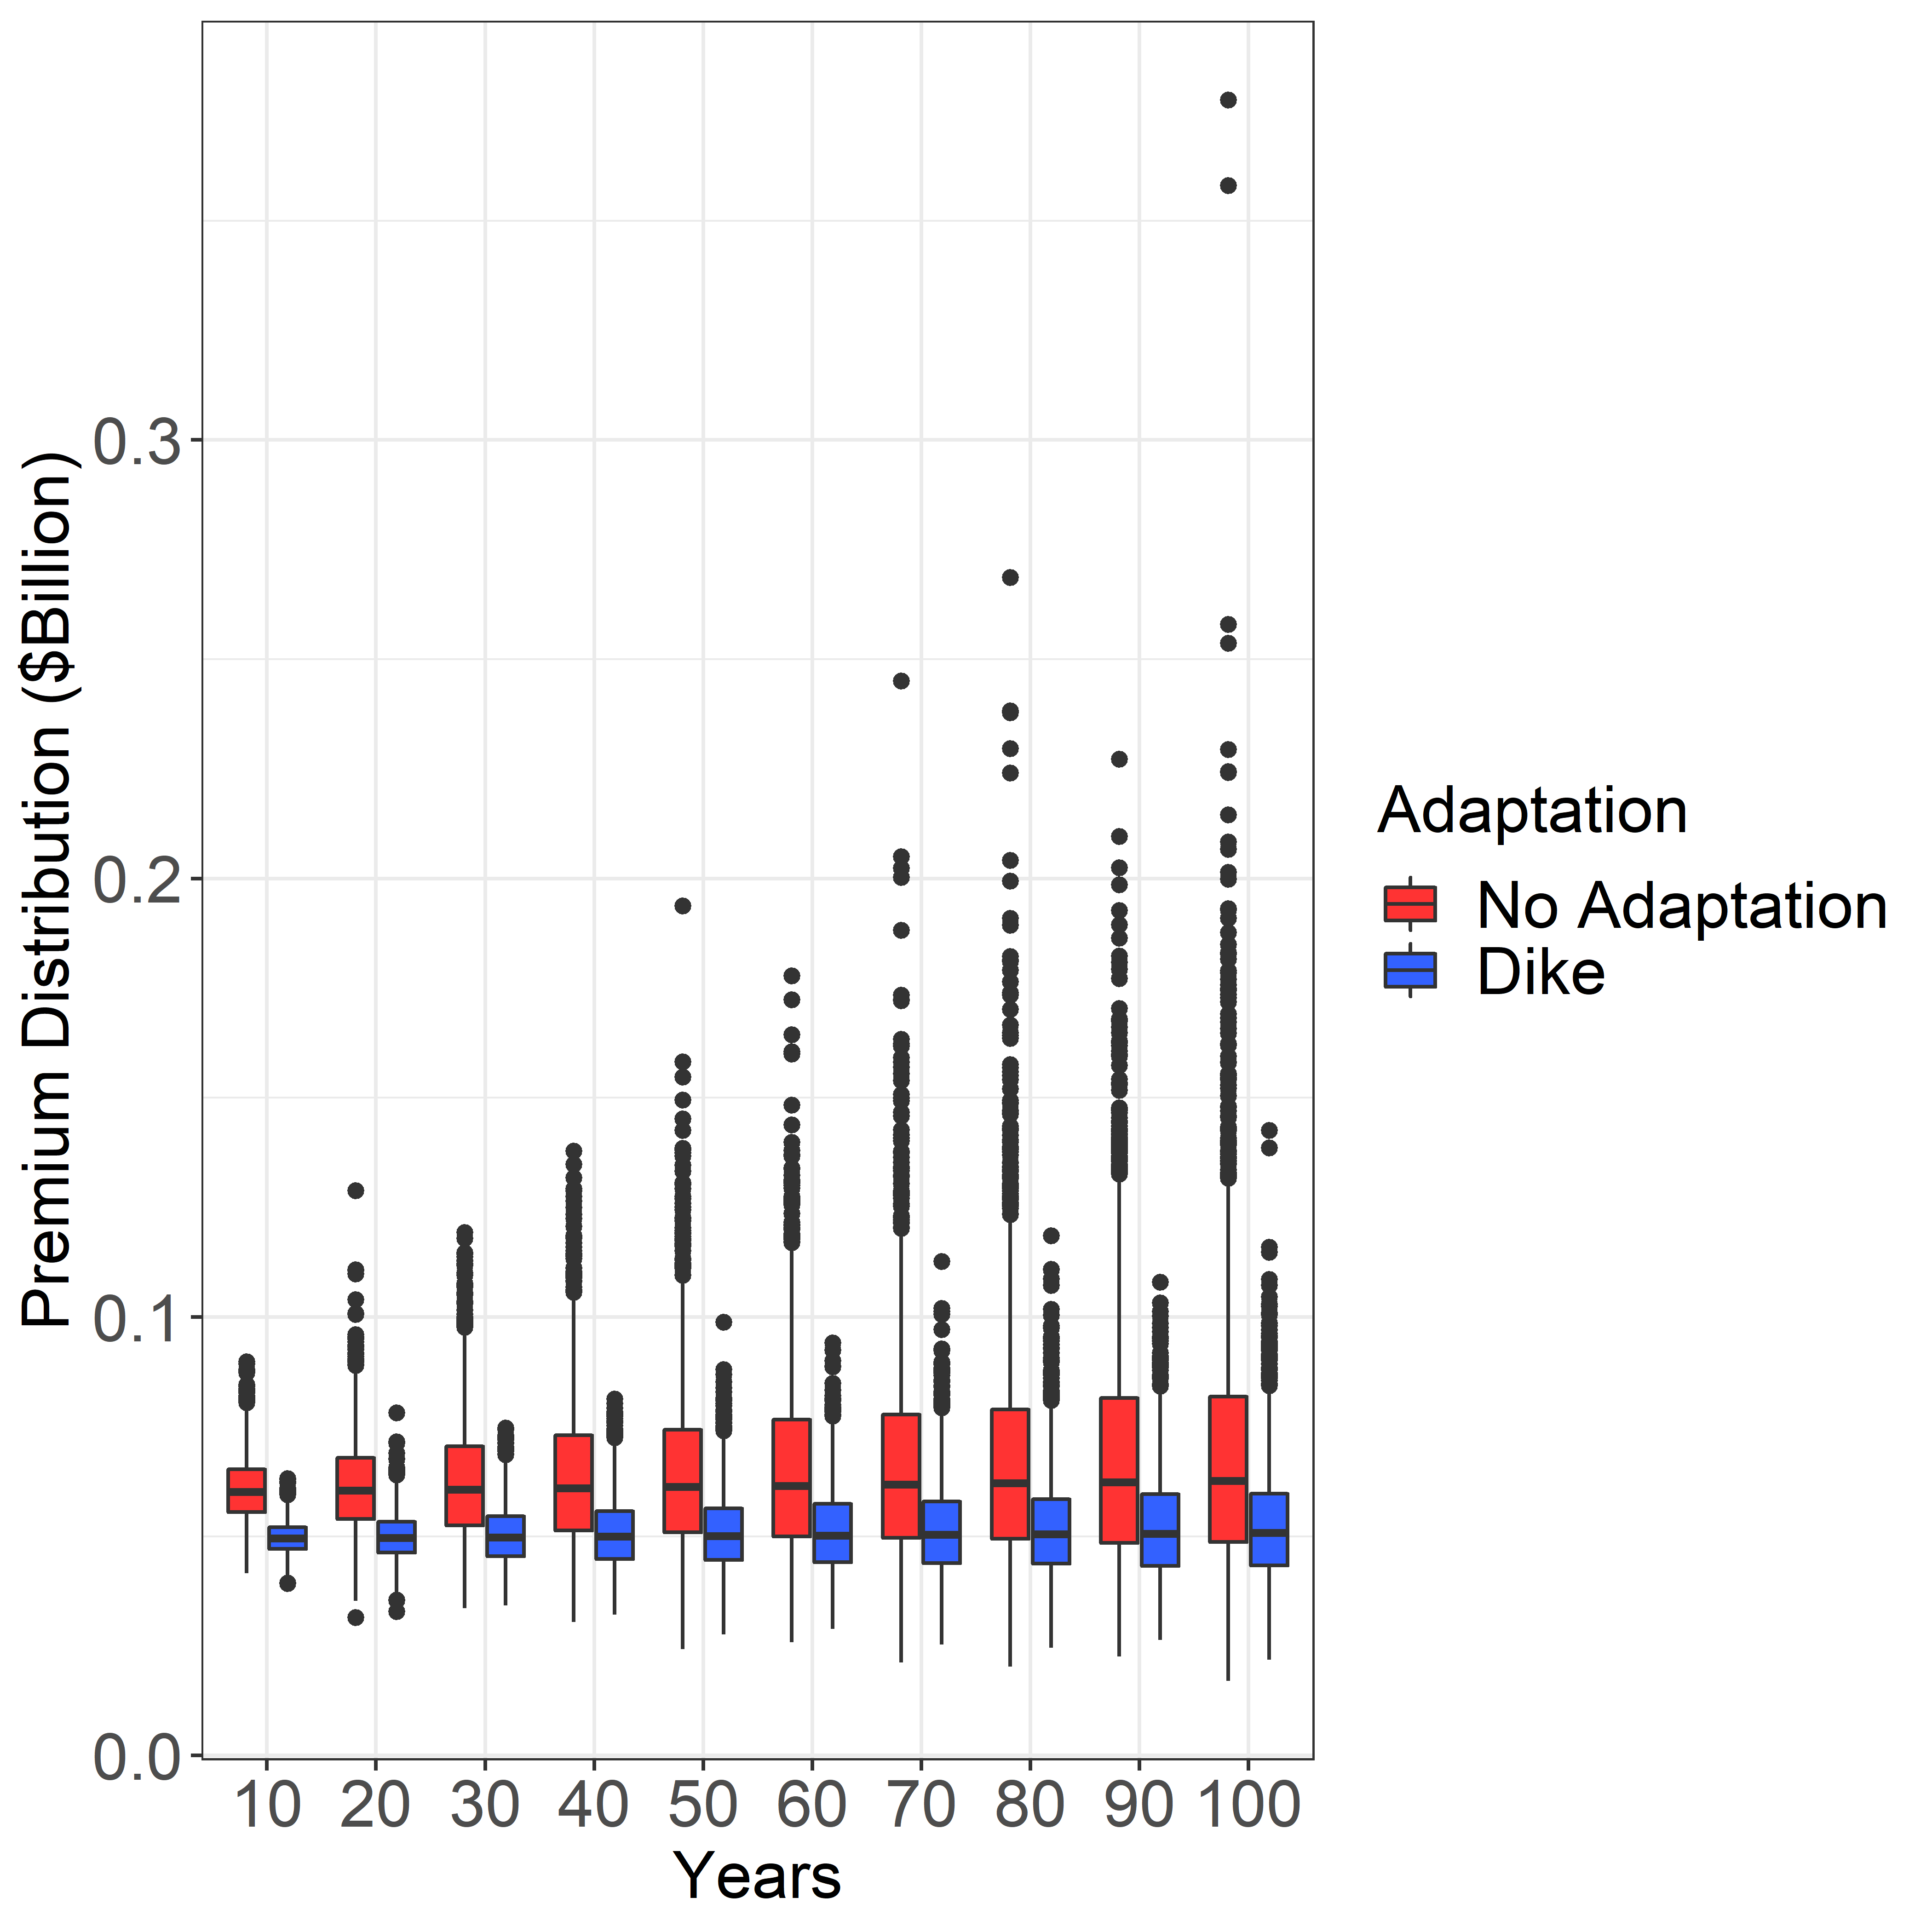 Premium Distribution ($Billion)
0.3
0.2
0.1
0.0
10 20 30 40 50 60 70 80 90 100
Years
Adaptation
No Adaptation
Dike